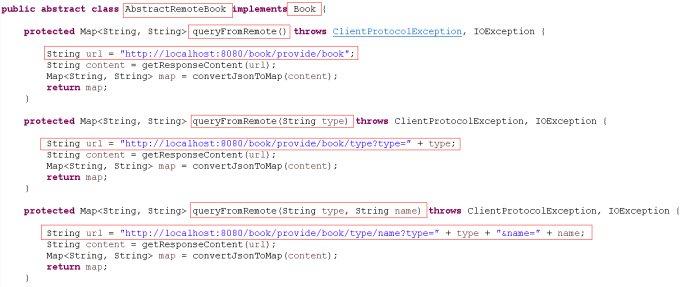 public abstract class AbstractRemoteBook implements Book {
protected Map<String, String> queryFromRemote() throws ClientProtocolException, IOException {
String url = "http://localhost:8080/book/provide/book";
String content = getResponseContent(url);
Map<String, String> map = convertJsonToMap(content);
return map;
}
protected Map<String, String> queryFromRemote(String type) throws ClientProtocolException, IOException {
String url = "http://localhost:8080/book/provide/book/type?type=" + type;
String content = getResponseContent(url);
Map<String, String> map = convertJsonToMap(content);
return map;
}
protected Map<String, String> queryFromRemote(String type, String name) throws ClientProtocolException, IOException {
String url = "http://localhost:8080/book/provide/book/type/name?type=" + type + "&name=" + name;
String content = getResponseContent(url);
Map<String, String> map = convertJsonToMap(content);
return map;
}